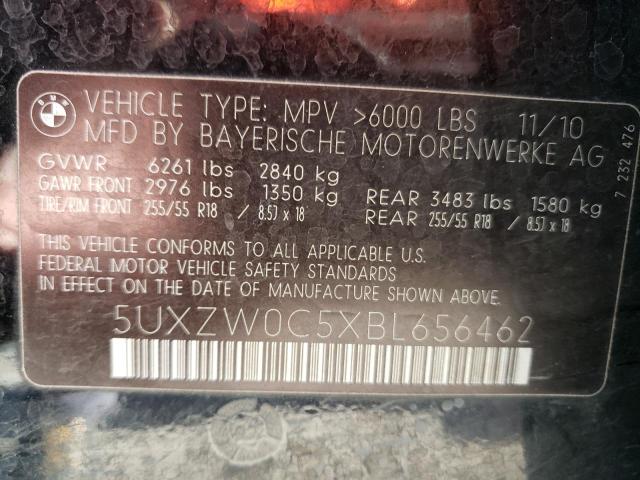 BMW VEHICLE TYPE: MPV >6000 LBS 11/10
MFD BY BAYERISCHE MOTORENWERKE AG
GVWR 6261 lbs 2840 kg
GAWR FRONT 2976 lbs 1350 kg REAR 3483 lbs 1580 kg
TIRE/RIM FRONT 255/55 R18 / 8.5J x 18 REAR 255/55 R18 / 8.5J x 18
THIS VEHICLE CONFORMS TO ALL APPLICABLE U.S.
FEDERAL MOTOR VEHICLE SAFETY STANDARDS
IN EFFECT ON THE DATE OF MANUFACTURE SHOWN ABOVE.
5UXZW0C5XBL656462
7 232 476